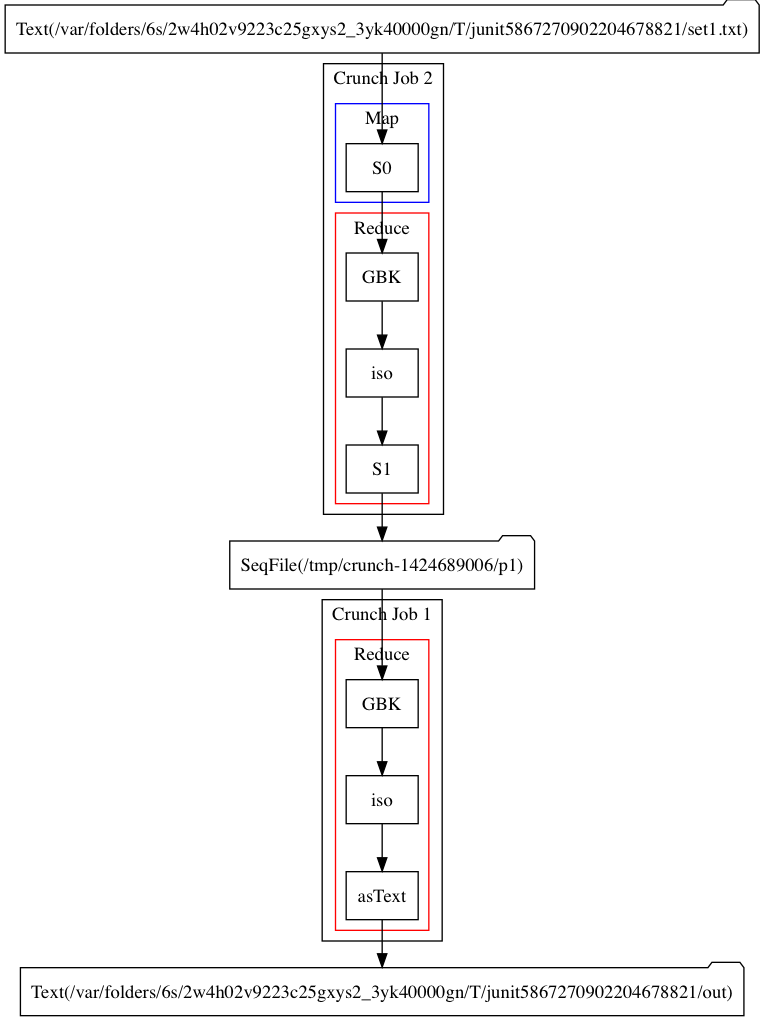 Text(/var/folders/6s/2w4h02v9223c25gxys2_3yk40000gn/T/junit5867270902204678821/set1.txt)
Crunch Job 2
Map
S0
Reduce
GBK
iso
S1
SeqFile(/tmp/crunch-1424689006/p1)
Crunch Job 1
Reduce
GBK
iso
asText
Text(/var/folders/6s/2w4h02v9223c25gxys2_3yk40000gn/T/junit5867270902204678821/out)